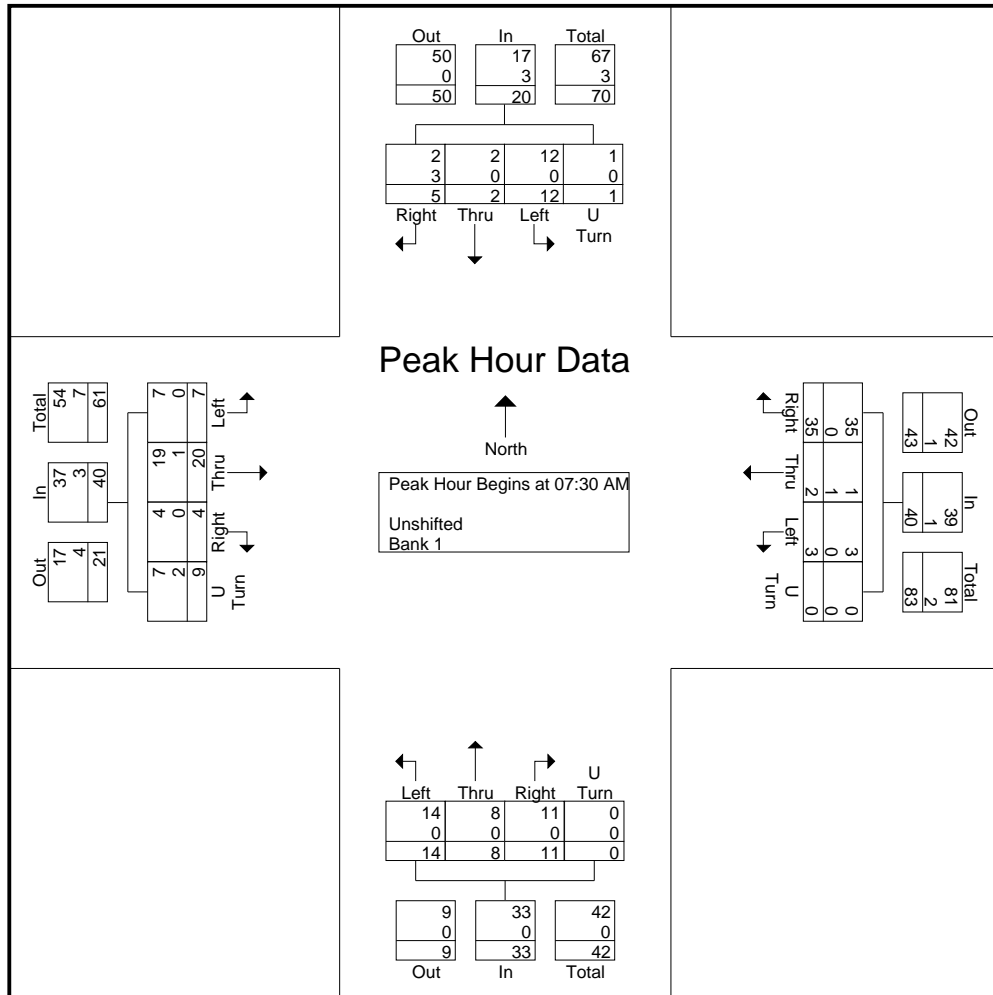 Out In Total
50 17 67
0 3 3
50 20 70
2 2 12 1
3 0 0 0
5 2 12 1
Right Thru Left U
Turn
Peak Hour Data
North
Peak Hour Begins at 07:30 AM
Unshifted
Bank 1
Total In Out
54 37 17
7 3 4
61 40 21
7 19 4 7
0 1 0 2
7 20 4 9
Left Thru Right U
Turn
Out In Total
42 39 81
1 1 2
43 40 83
35 1 3 0
0 1 0 0
35 2 3 0
Right Thru Left U
Turn
U
Left Thru Right Turn
14 8 11 0
0 0 0 0
14 8 11 0
9 33 42
0 0 0
9 33 42
Out In Total